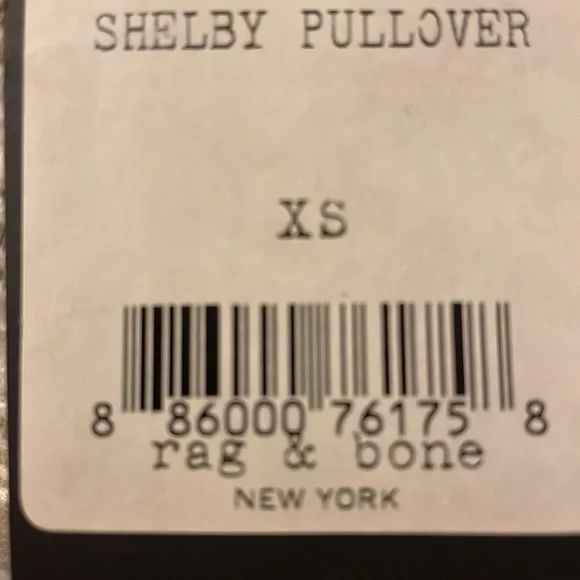 SHELBY PULLOVER
XS
8 86000 76175 8
rag & bone
NEW YORK